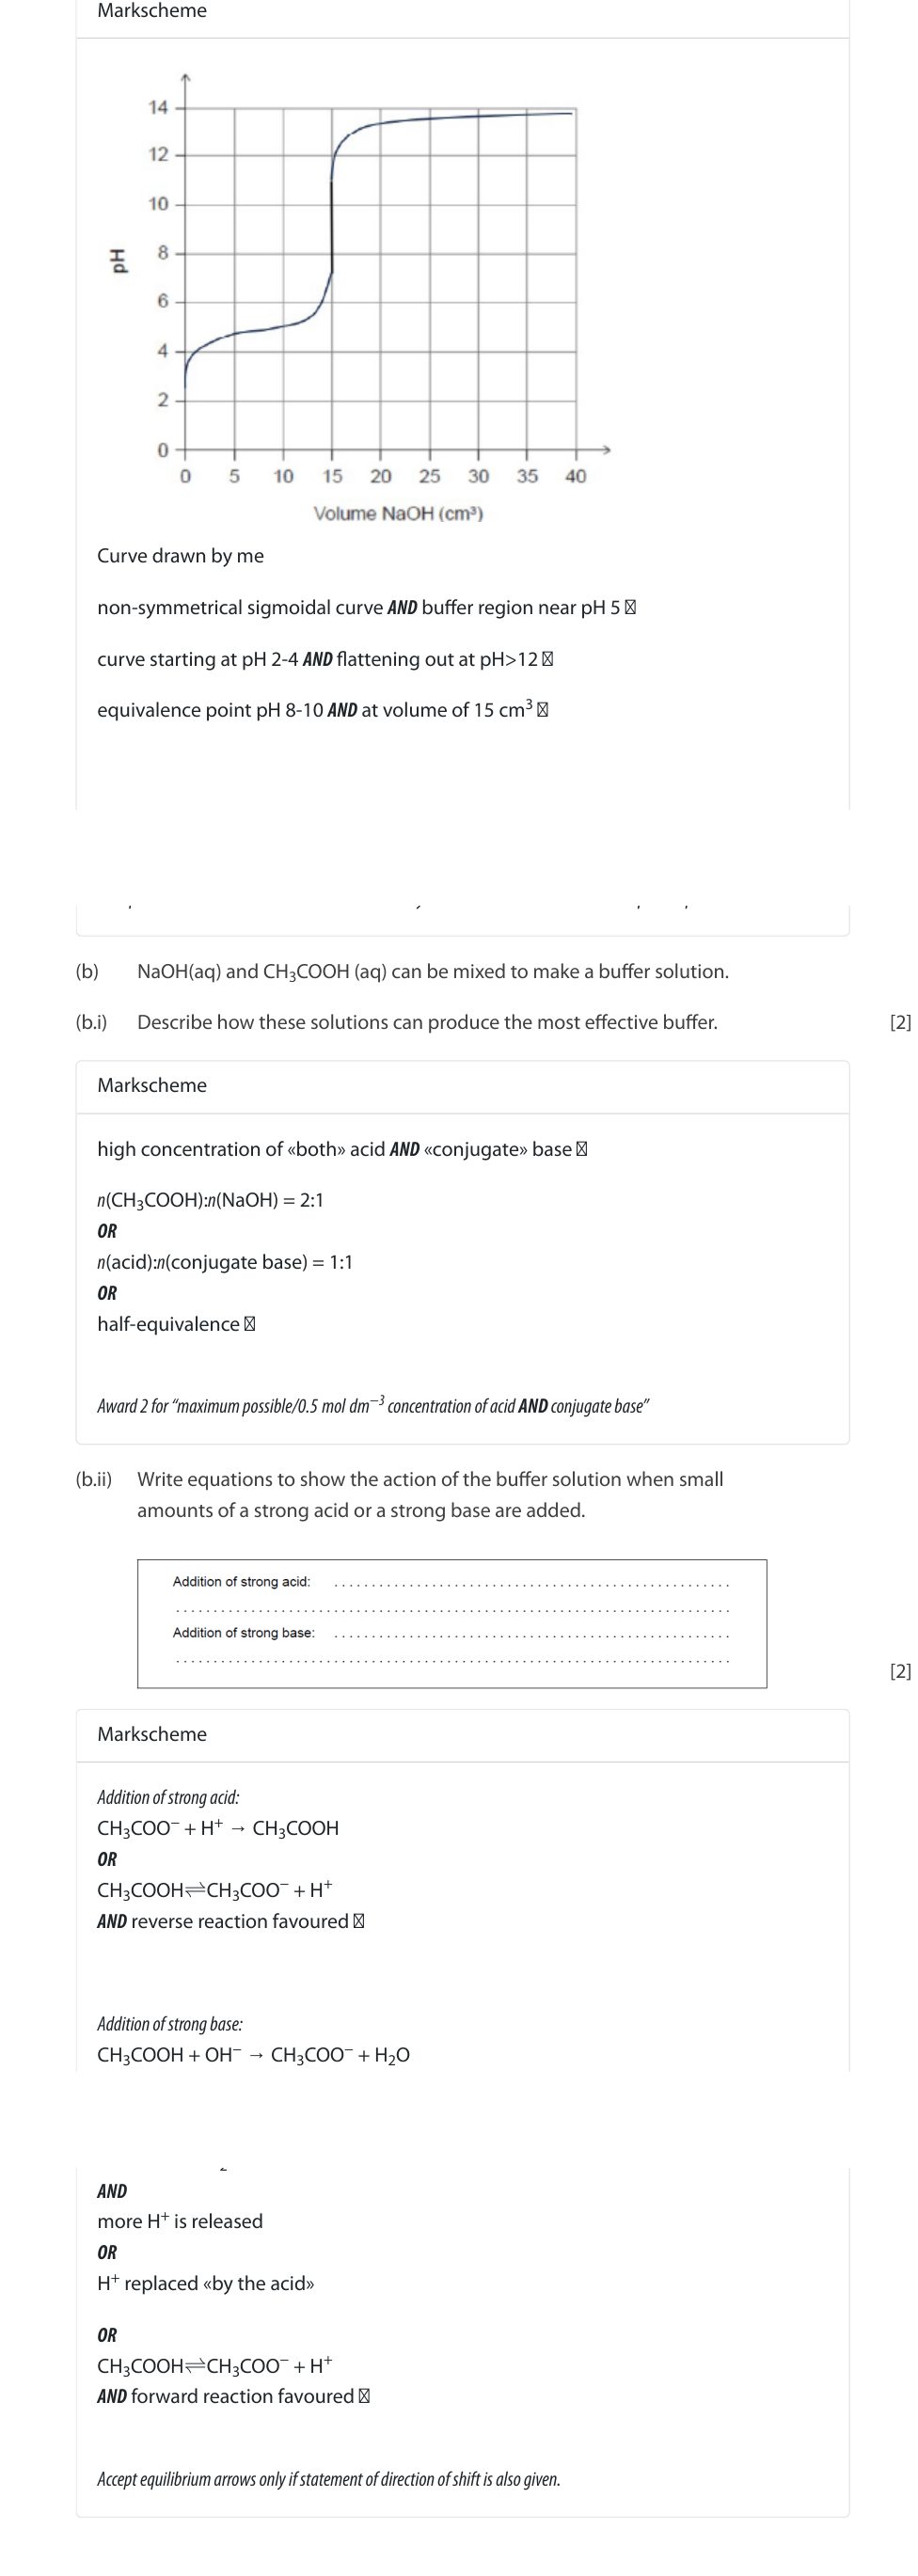 Markscheme
14
12
10
8
6
4
2
0
pH
0 5 10 15 20 25 30 35 40
Volume NaOH (cm³)
Curve drawn by me
non-symmetrical sigmoidal curve AND buffer region near pH 5
curve starting at pH 2-4 AND flattening out at pH>12
equivalence point pH 8-10 AND at volume of 15 cm³
(b) NaOH(aq) and CH₃COOH (aq) can be mixed to make a buffer solution.
(b.i) Describe how these solutions can produce the most effective buffer. [2]
Markscheme
high concentration of «both» acid AND «conjugate» base
n(CH₃COOH):n(NaOH) = 2:1
OR
n(acid):n(conjugate base) = 1:1
OR
half-equivalence
Award 2 for “maximum possible/0.5 mol dm⁻³ concentration of acid AND conjugate base”
(b.ii) Write equations to show the action of the buffer solution when small
amounts of a strong acid or a strong base are added.
Addition of strong acid:
Addition of strong base:
[2]
Markscheme
Addition of strong acid:
CH₃COO⁻ + H⁺ → CH₃COOH
OR
CH₃COOH⇌CH₃COO⁻ + H⁺
AND reverse reaction favoured
Addition of strong base:
CH₃COOH + OH⁻ → CH₃COO⁻ + H₂O
AND
more H⁺ is released
OR
H⁺ replaced «by the acid»
OR
CH₃COOH⇌CH₃COO⁻ + H⁺
AND forward reaction favoured
Accept equilibrium arrows only if statement of direction of shift is also given.